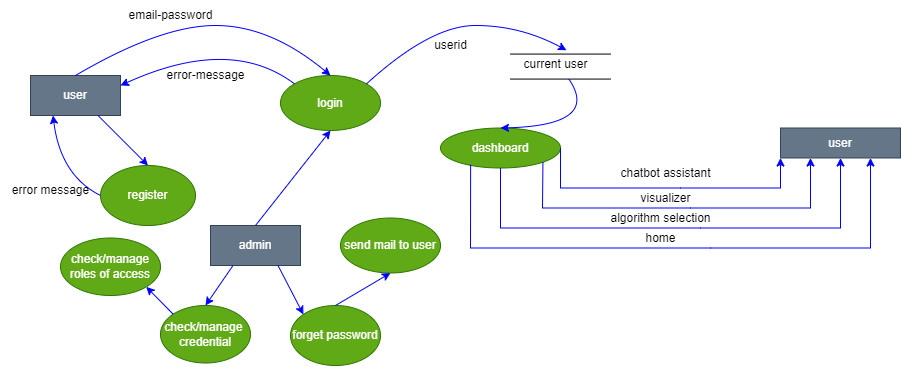 email-password
userid
error-message
current user
user
login
dashboard
user
chatbot assistant
error message
register
visualizer
algorithm selection
home
admin
send mail to user
check/manage
roles of access
check/manage
credential
forget password